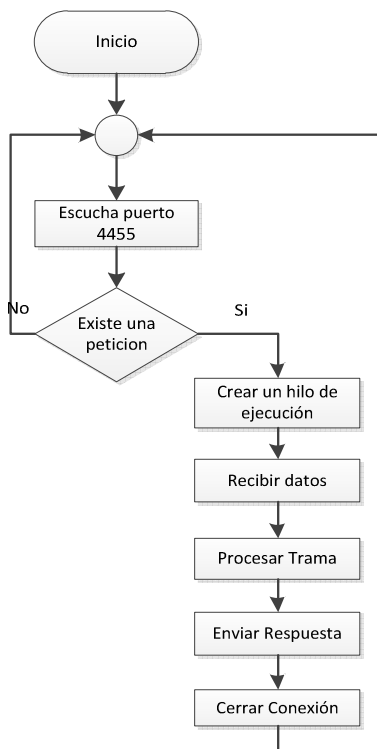 Inicio
Escucha puerto
4455
No
Si
Existe una
peticion
Crear un hilo de
ejecución
Recibir datos
Procesar Trama
Enviar Respuesta
Cerrar Conexión